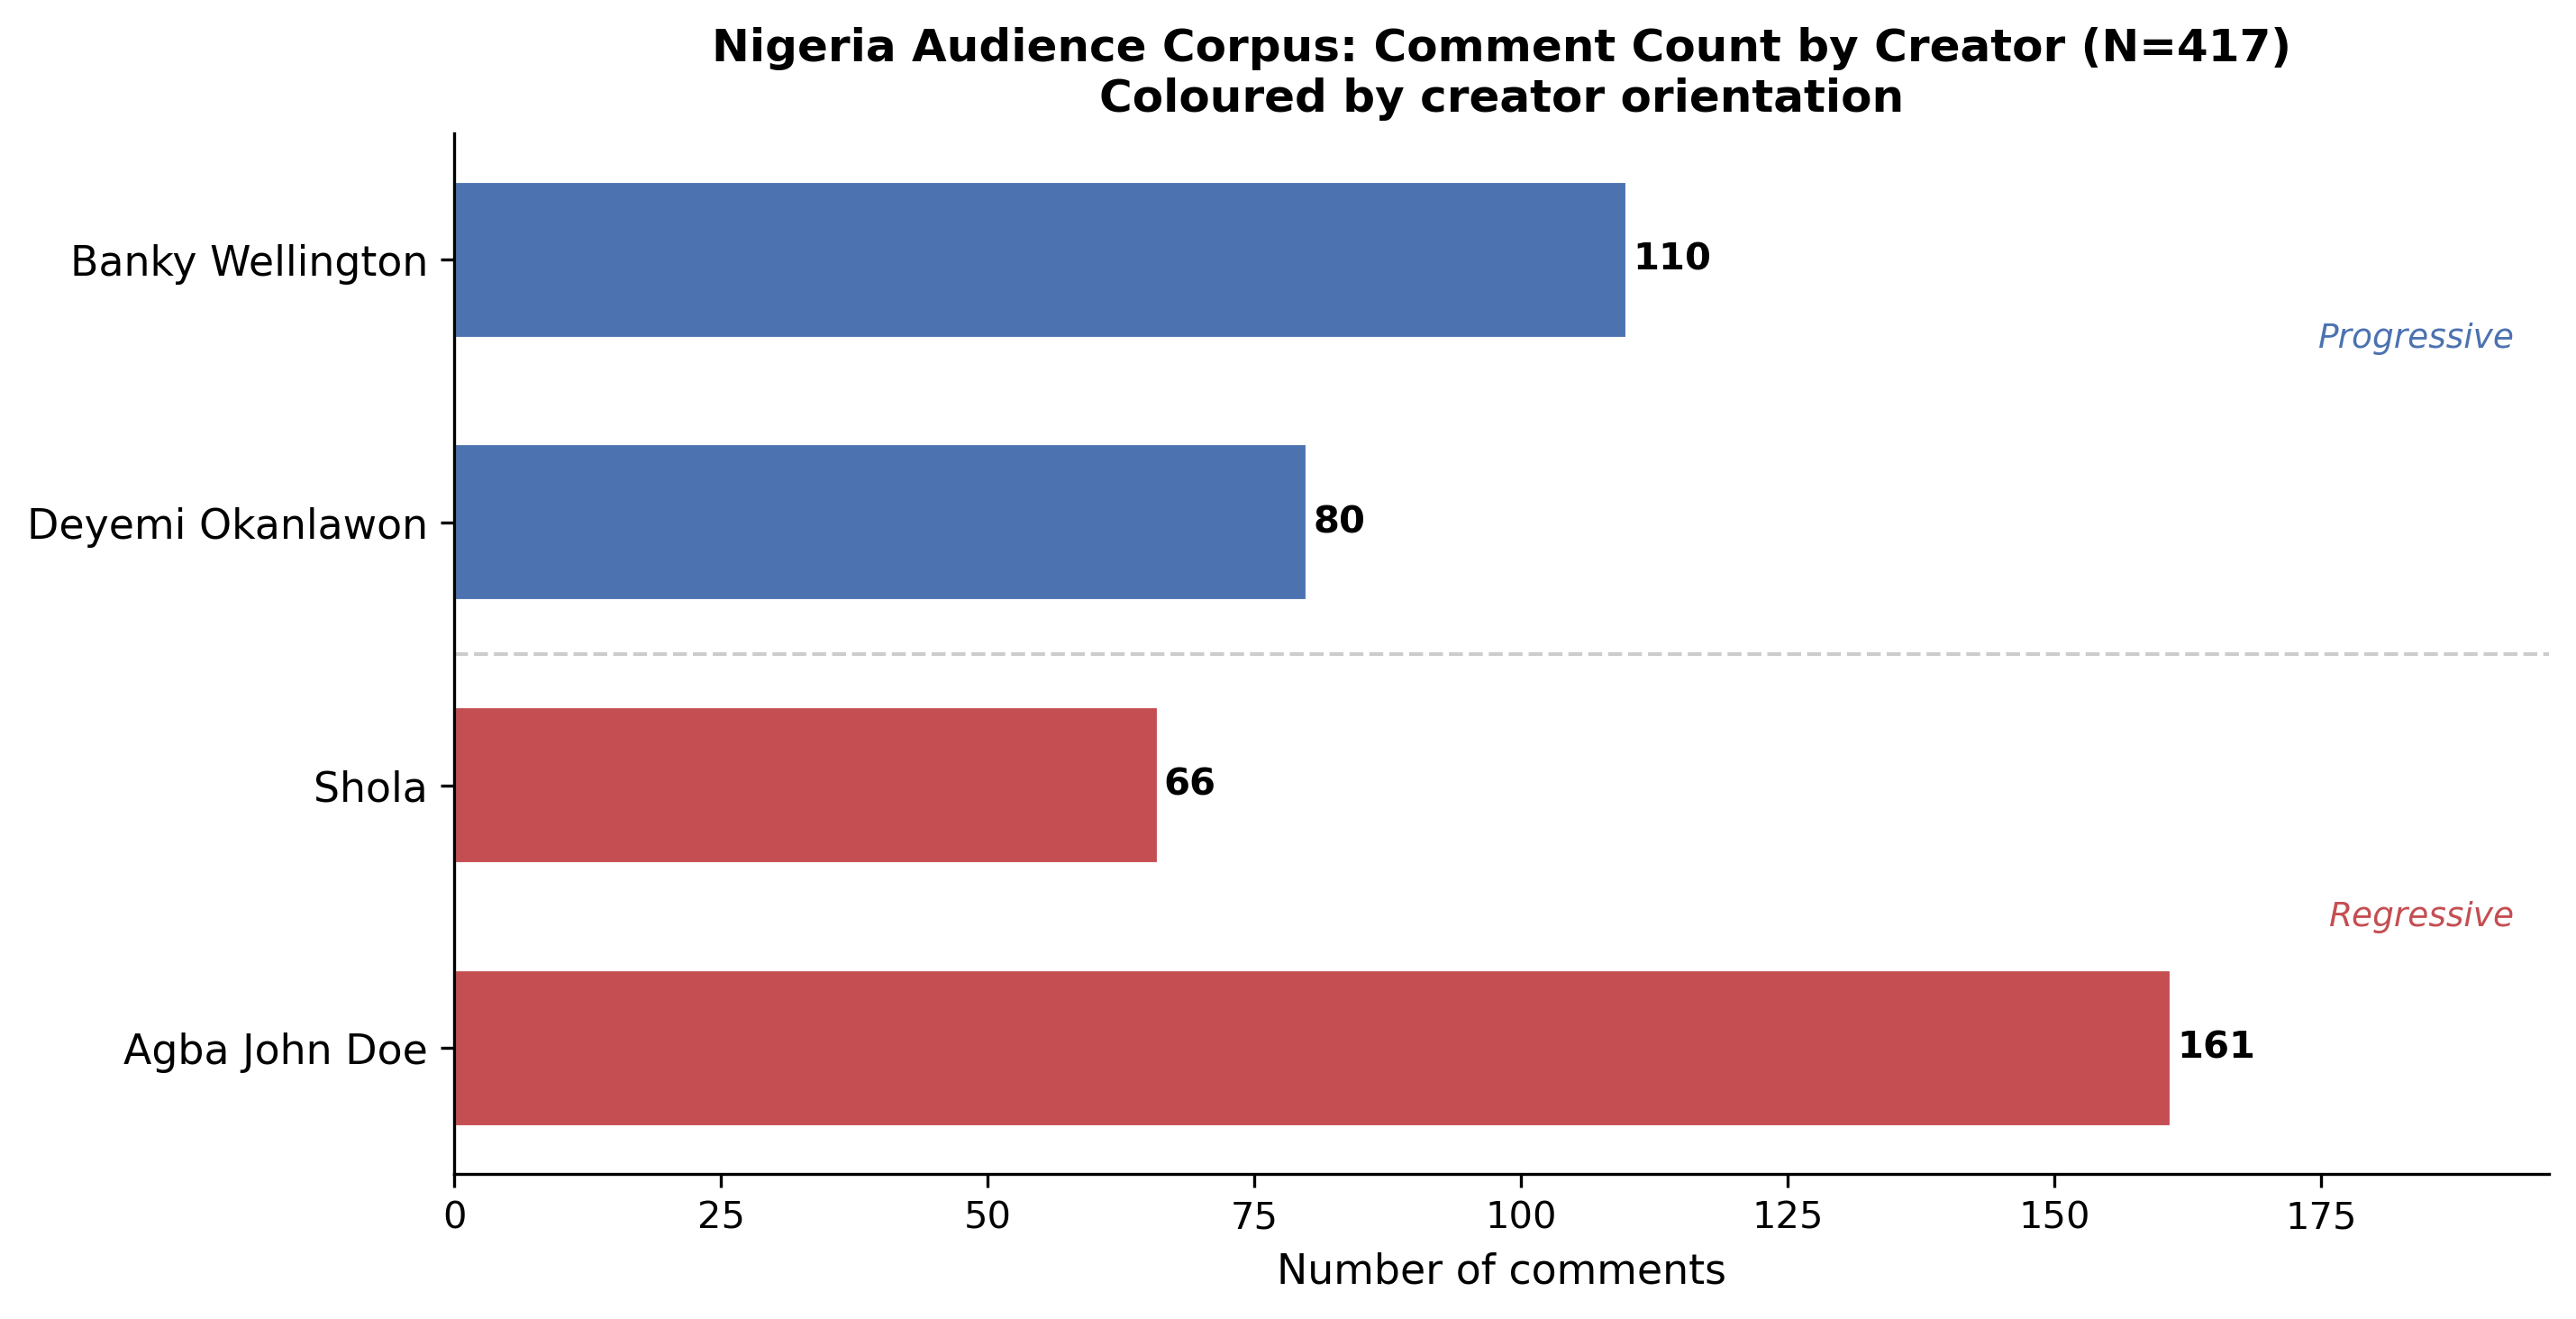 Nigeria Audience Corpus: Comment Count by Creator (N=417)
Coloured by creator orientation
Banky Wellington
110
Progressive
Deyemi Okanlawon
80
Shola
66
Regressive
Agba John Doe
161
0 25 50 75 100 125 150 175
Number of comments